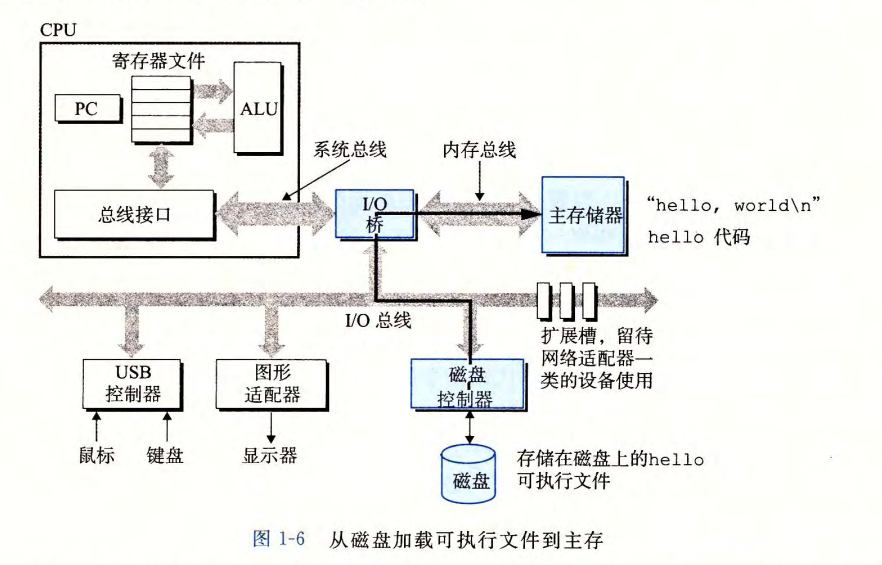 CPU
寄存器文件
PC
ALU
系统总线
内存总线
总线接口
I/O
桥
主存储器
“hello, world\n”
hello 代码
I/O 总线
扩展槽，留待
网络适配器一
类的设备使用
USB
控制器
图形
适配器
磁盘
控制器
鼠标
键盘
显示器
磁盘
存储在磁盘上的hello
可执行文件
图 1-6 从磁盘加载可执行文件到主存